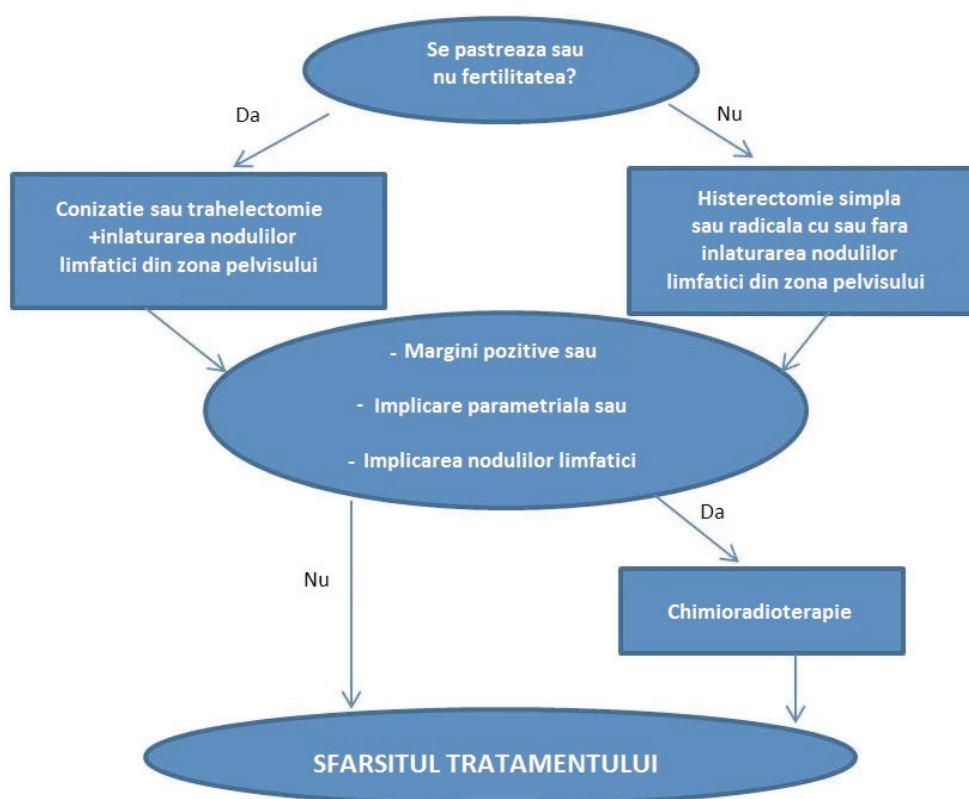 Se pastreaza sau
nu fertilitatea?
Da
Nu
Conizatie sau trahelectomie
+inlaturarea nodulilor
limfatici din zona pelvisului
Histerectomie simpla
sau radicala cu sau fara
inlaturarea nodulilor
limfatici din zona pelvisului
- Margini pozitive sau
- Implicare parametriala sau
- Implicarea nodulilor limfatici
Da
Nu
Chimioradioterapie
SFARSITUL TRATAMENTULUI